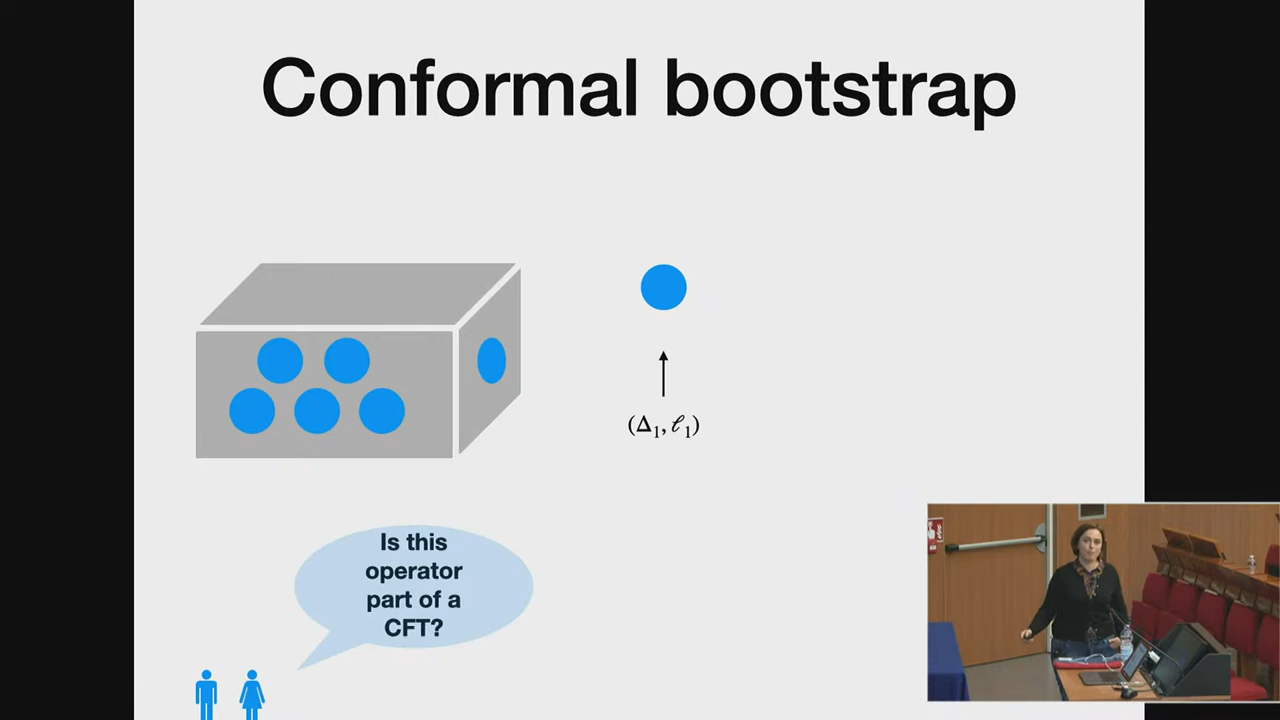 Conformal bootstrap
(Δ₁, ℓ₁)
Is this
operator
part of a
CFT?